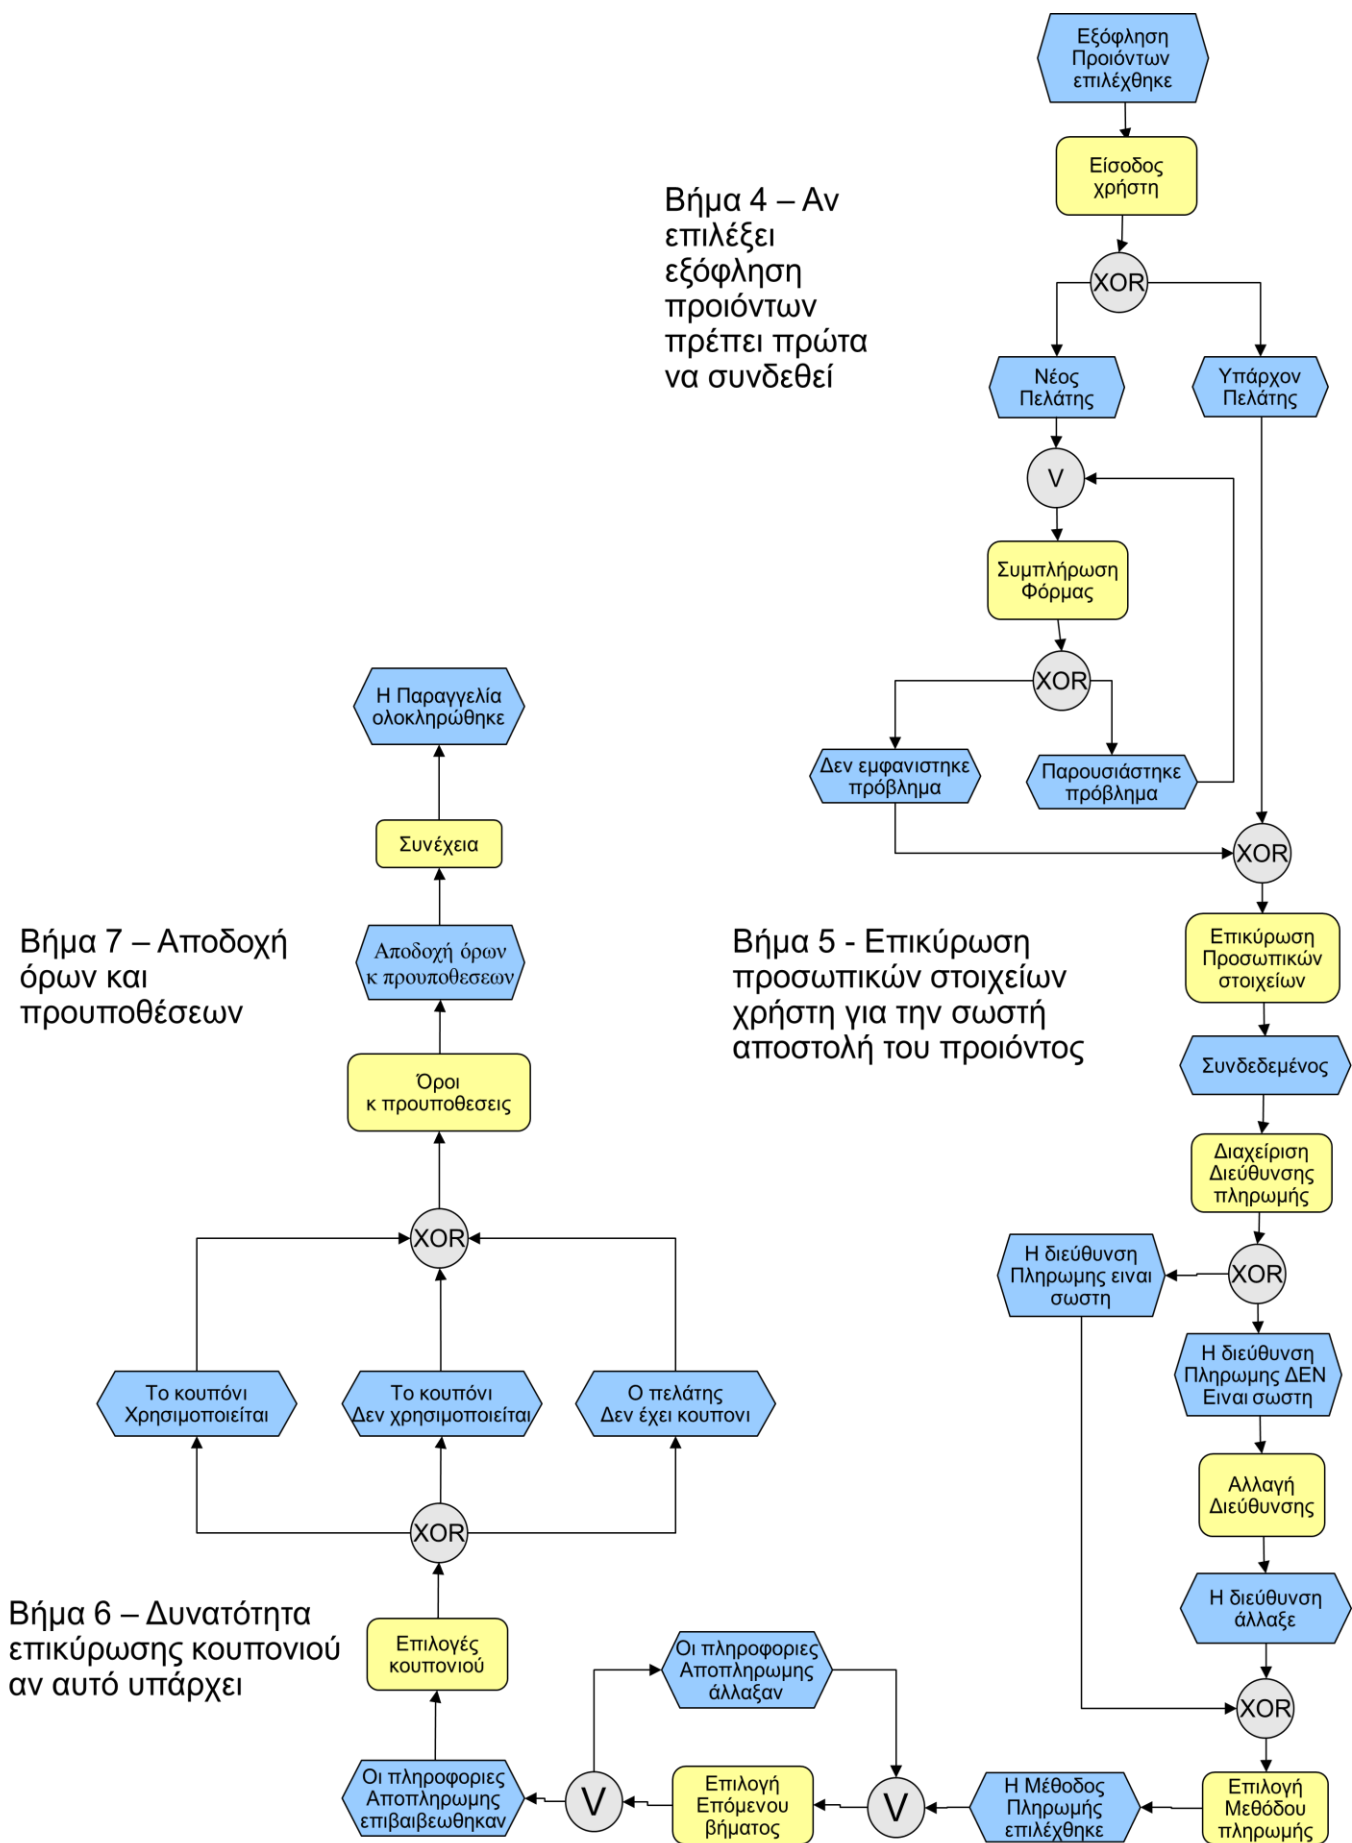 Εξόφληση
Προιόντων
επιλέχθηκε
Είσοδος
χρήστη
Βήμα 4 – Αν
επιλέξει
εξόφληση
προιόντων
πρέπει πρώτα
να συνδεθεί
XOR
Νέος
Πελάτης
Υπάρχον
Πελάτης
V
Συμπλήρωση
Φόρμας
XOR
Δεν εμφανιστηκε
πρόβλημα
Παρουσιάστηκε
πρόβλημα
XOR
Βήμα 5 - Επικύρωση
προσωπικών στοιχείων
χρήστη για την σωστή
αποστολή του προιόντος
Επικύρωση
Προσωπικών
στοιχείων
Συνδεδεμένος
Διαχείριση
Διεύθυνσης
πληρωμής
XOR
Η διεύθυνση
Πληρωμης ειναι
σωστη
Η διεύθυνση
Πληρωμης ΔΕΝ
Ειναι σωστη
Αλλαγή
Διεύθυνσης
Η διεύθυνση
άλλαξε
XOR
Επιλογή
Μεθόδου
πληρωμής
Η Μέθοδος
Πληρωμής
επιλέχθηκε
V
Επιλογή
Επόμενου
βήματος
Οι πληροφοριες
Αποπληρωμης
άλλαξαν
V
Οι πληροφοριες
Αποπληρωμης
επιβαιβεωθηκαν
Βήμα 6 – Δυνατότητα
επικύρωσης κουπονιού
αν αυτό υπάρχει
Επιλογές
κουπονιού
XOR
Το κουπόνι
Χρησιμοποιείται
Το κουπόνι
Δεν χρησιμοποιείται
Ο πελάτης
Δεν έχει κουπονι
XOR
Όροι
κ προυποθεσεις
Βήμα 7 – Αποδοχή
όρων και
προυποθέσεων
Αποδοχή όρων
κ προυποθεσεων
Συνέχεια
Η Παραγγελία
ολοκληρώθηκε